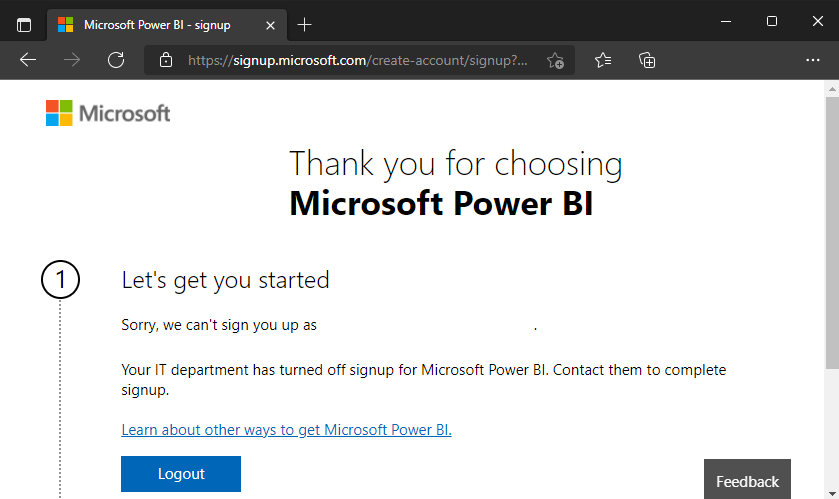 Microsoft Power BI - signup
https://signup.microsoft.com/create-account/signup?...
Microsoft
Thank you for choosing
Microsoft Power BI
1
Let's get you started
Sorry, we can't sign you up as .
Your IT department has turned off signup for Microsoft Power BI. Contact them to complete
signup.
Learn about other ways to get Microsoft Power BI.
Logout
Feedback